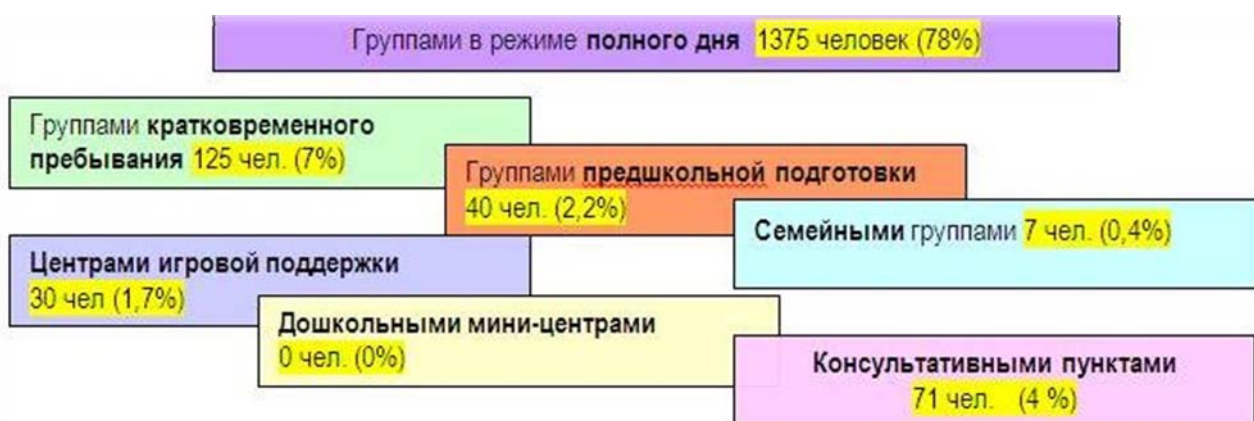 Группами в режиме полного дня 1375 человек (78%)
Группами кратковременного
пребывания 125 чел. (7%)
Группами предшкольной подготовки
40 чел. (2,2%)
Семейными группами 7 чел. (0,4%)
Центрами игровой поддержки
30 чел (1,7%)
Дошкольными мини-центрами
0 чел. (0%)
Консультативными пунктами
71 чел. (4 %)